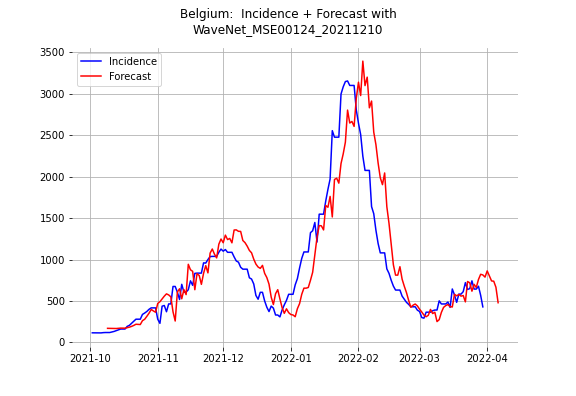 Belgium:  Incidence + Forecast with
WaveNet_MSE00124_20211210
Incidence
Forecast
3500
3000
2500
2000
1500
1000
500
0
2021-10 2021-11 2021-12 2022-01 2022-02 2022-03 2022-04